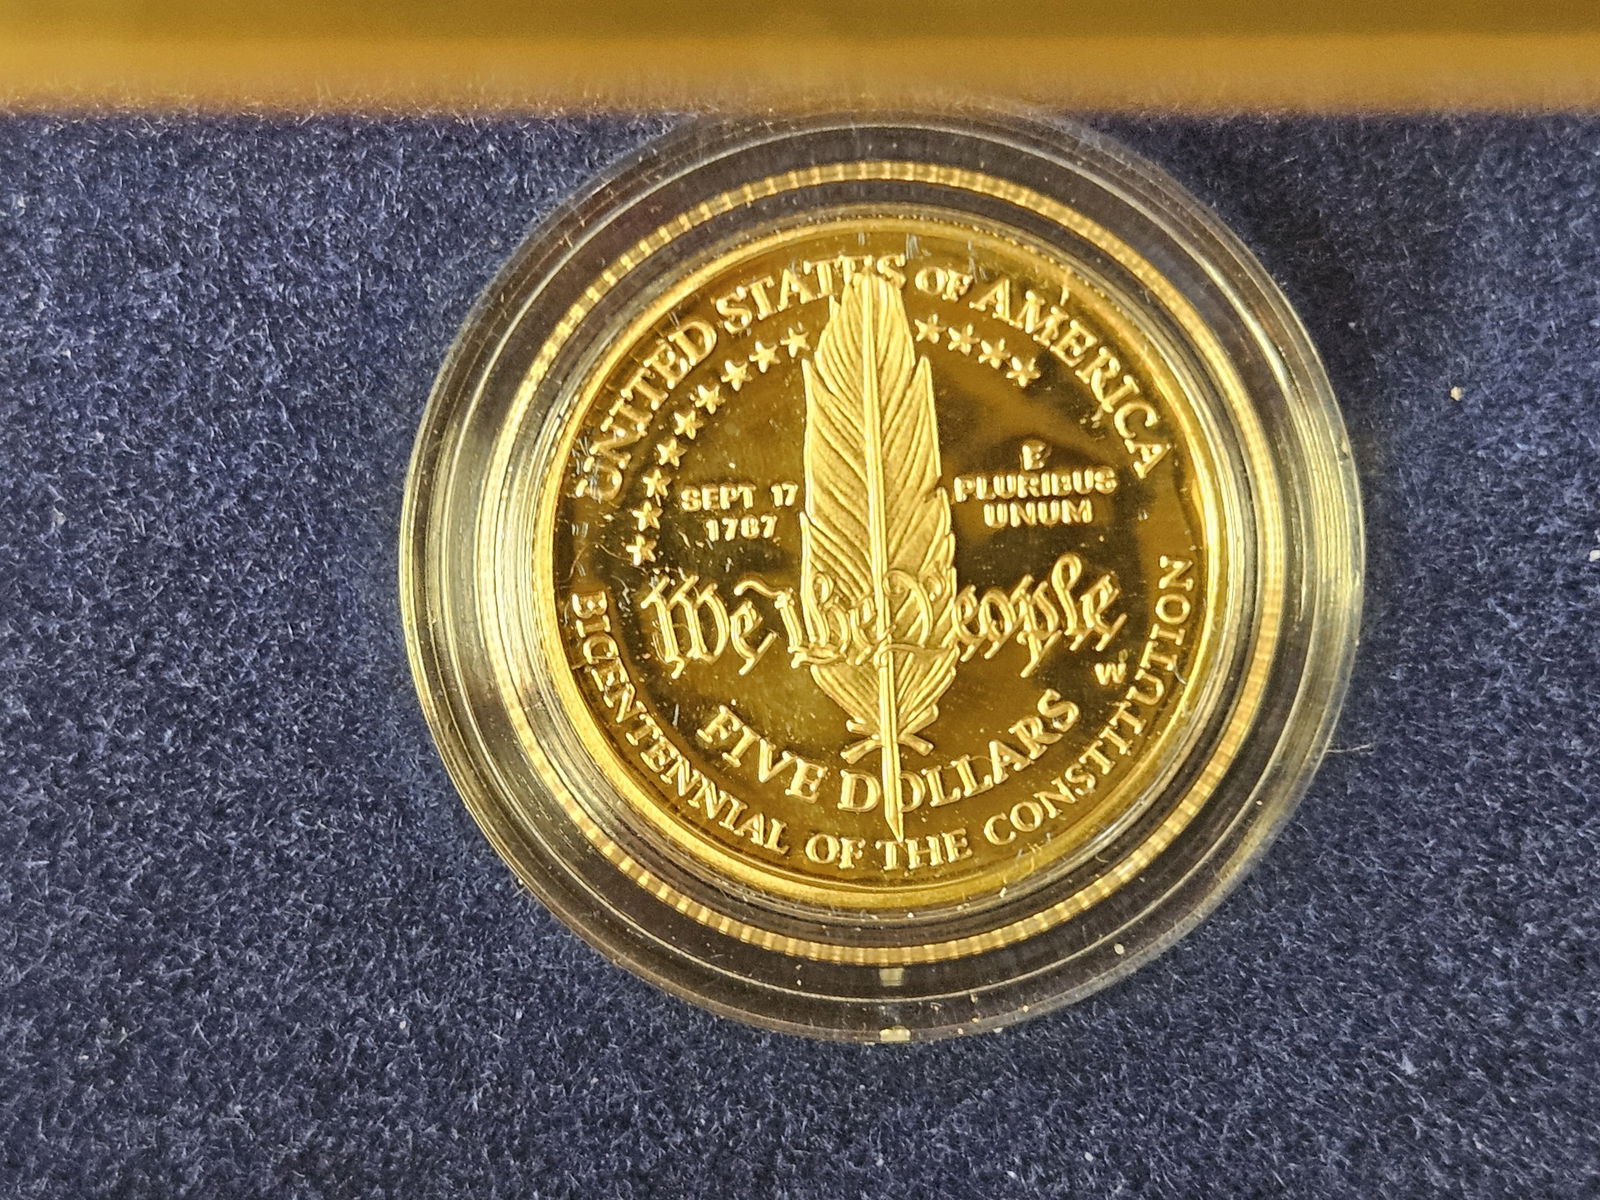 UNITED STATES OF AMERICA
SEPT 17
1787
E
PLURIBUS
UNUM
We the People
W
FIVE DOLLARS
BICENTENNIAL OF THE CONSTITUTION